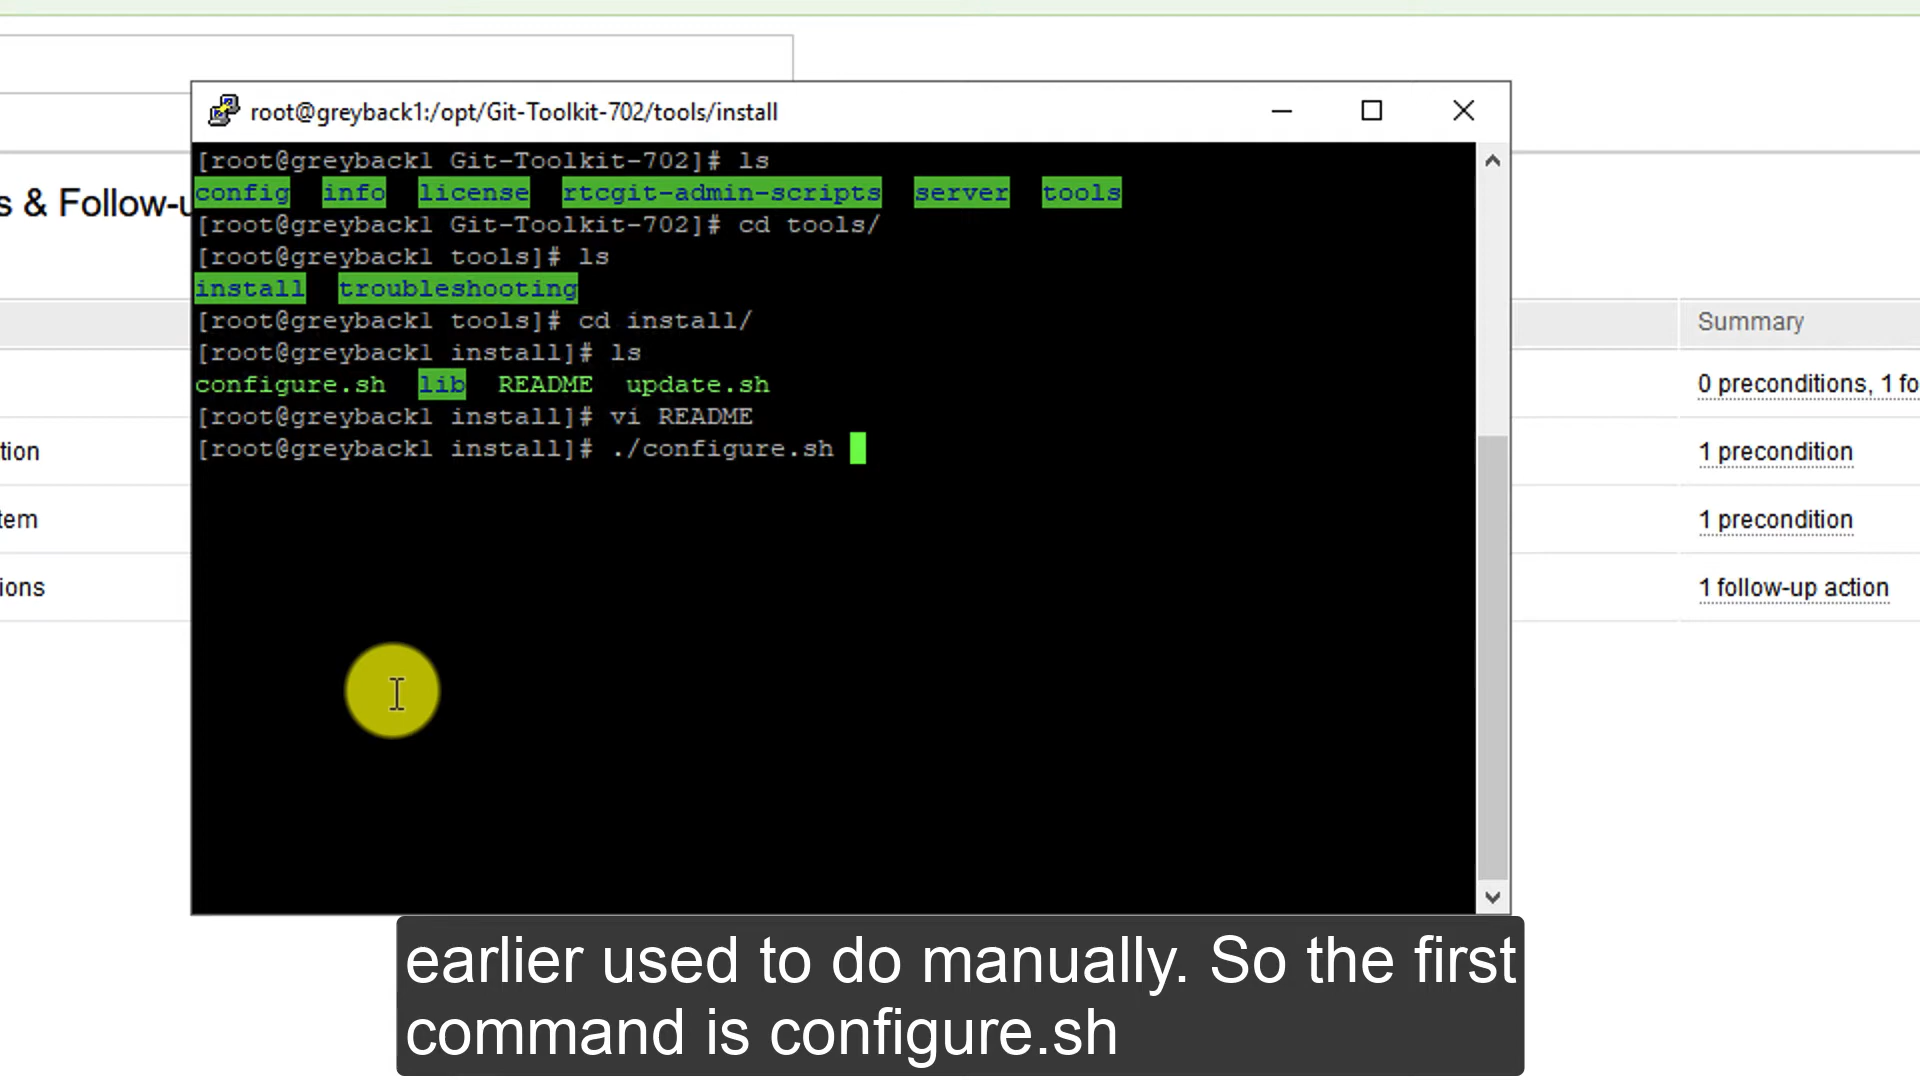 root@greyback1:/opt/Git-Toolkit-702/tools/install
[root@greyback1 Git-Toolkit-702]# ls
config info license rtcgit-admin-scripts server tools
[root@greyback1 Git-Toolkit-702]# cd tools/
[root@greyback1 tools]# ls
install troubleshooting
[root@greyback1 tools]# cd install/
[root@greyback1 install]# ls
configure.sh lib README update.sh
[root@greyback1 install]# vi README
[root@greyback1 install]# ./configure.sh
s & Follow-u
tion
tem
ions
Summary
0 preconditions, 1 fo
1 precondition
1 precondition
1 follow-up action
earlier used to do manually. So the first
command is configure.sh